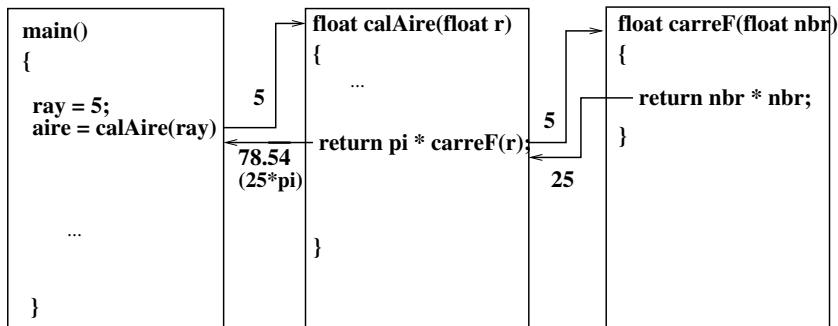 main()
{
ray = 5;
aire = calAire(ray)
...
}
5
78.54
(25*pi)
float calAire(float r)
{
...
return pi * carreF(r);
}
5
25
float carreF(float nbr)
{
return nbr * nbr;
}